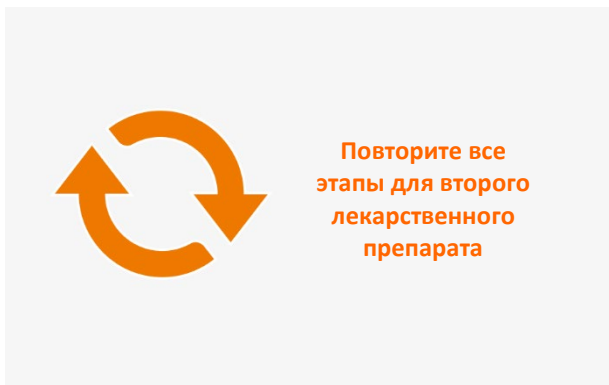 Повторите все
этапы для второго
лекарственного
препарата